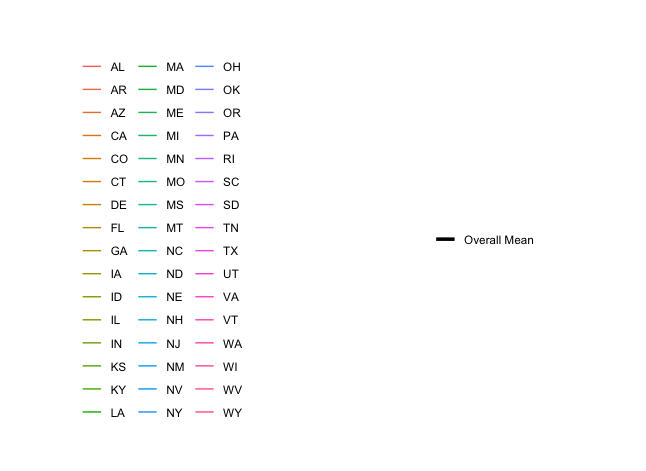 AL MA OH
AR MD OK
AZ ME OR
CA MI PA
CO MN RI
CT MO SC
DE MS SD
FL MT TN
GA NC TX
IA ND UT
ID NE VA
IL NH VT
IN NJ WA
KS NM WI
KY NV WV
LA NY WY
Overall Mean